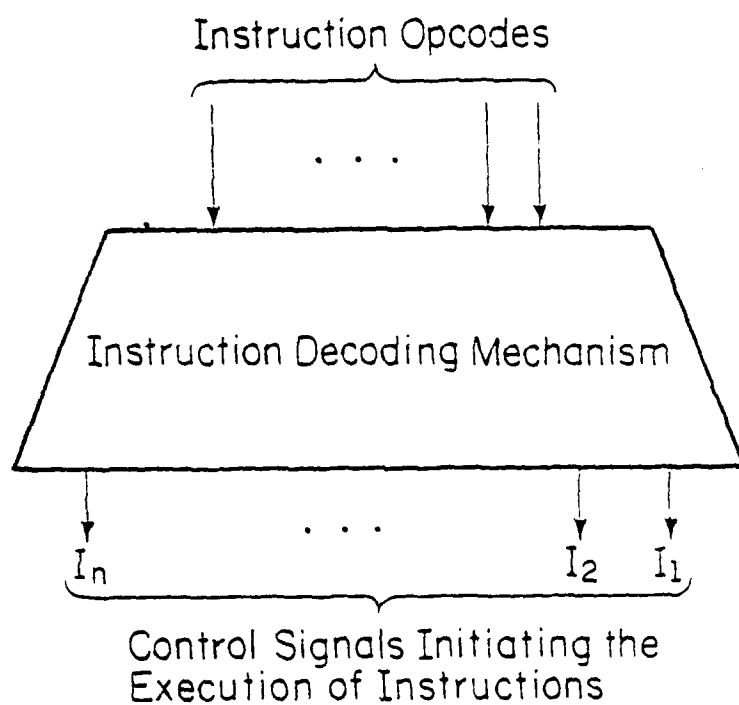 Instruction Opcodes
. . .
Instruction Decoding Mechanism
. . .
In I2 I1
Control Signals Initiating the
Execution of Instructions